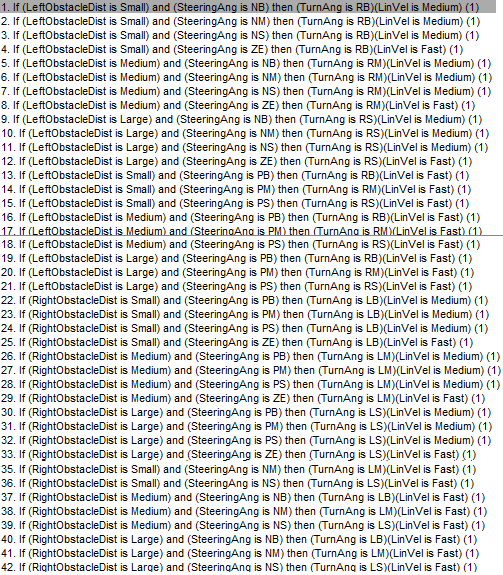 1. If (LeftObstacleDist is Small) and (SteeringAng is NB) then (TurnAng is RB)(LinVel is Medium) (1)
2. If (LeftObstacleDist is Small) and (SteeringAng is NM) then (TurnAng is RB)(LinVel is Medium) (1)
3. If (LeftObstacleDist is Small) and (SteeringAng is NS) then (TurnAng is RB)(LinVel is Medium) (1)
4. If (LeftObstacleDist is Small) and (SteeringAng is ZE) then (TurnAng is RB)(LinVel is Fast) (1)
5. If (LeftObstacleDist is Medium) and (SteeringAng is NB) then (TurnAng is RM)(LinVel is Medium) (1)
6. If (LeftObstacleDist is Medium) and (SteeringAng is NM) then (TurnAng is RM)(LinVel is Medium) (1)
7. If (LeftObstacleDist is Medium) and (SteeringAng is NS) then (TurnAng is RM)(LinVel is Medium) (1)
8. If (LeftObstacleDist is Medium) and (SteeringAng is ZE) then (TurnAng is RM)(LinVel is Fast) (1)
9. If (LeftObstacleDist is Large) and (SteeringAng is NB) then (TurnAng is RS)(LinVel is Medium) (1)
10. If (LeftObstacleDist is Large) and (SteeringAng is NM) then (TurnAng is RS)(LinVel is Medium) (1)
11. If (LeftObstacleDist is Large) and (SteeringAng is NS) then (TurnAng is RS)(LinVel is Medium) (1)
12. If (LeftObstacleDist is Large) and (SteeringAng is ZE) then (TurnAng is RS)(LinVel is Fast) (1)
13. If (LeftObstacleDist is Small) and (SteeringAng is PB) then (TurnAng is RB)(LinVel is Fast) (1)
14. If (LeftObstacleDist is Small) and (SteeringAng is PM) then (TurnAng is RM)(LinVel is Fast) (1)
15. If (LeftObstacleDist is Small) and (SteeringAng is PS) then (TurnAng is RS)(LinVel is Fast) (1)
16. If (LeftObstacleDist is Medium) and (SteeringAng is PB) then (TurnAng is RB)(LinVel is Fast) (1)
17. If (LeftObstacleDist is Medium) and (SteeringAng is PM) then (TurnAng is RM)(LinVel is Fast) (1)
18. If (LeftObstacleDist is Medium) and (SteeringAng is PS) then (TurnAng is RS)(LinVel is Fast) (1)
19. If (LeftObstacleDist is Large) and (SteeringAng is PB) then (TurnAng is RB)(LinVel is Fast) (1)
20. If (LeftObstacleDist is Large) and (SteeringAng is PM) then (TurnAng is RM)(LinVel is Fast) (1)
21. If (LeftObstacleDist is Large) and (SteeringAng is PS) then (TurnAng is RS)(LinVel is Fast) (1)
22. If (RightObstacleDist is Small) and (SteeringAng is PB) then (TurnAng is LB)(LinVel is Medium) (1)
23. If (RightObstacleDist is Small) and (SteeringAng is PM) then (TurnAng is LB)(LinVel is Medium) (1)
24. If (RightObstacleDist is Small) and (SteeringAng is PS) then (TurnAng is LB)(LinVel is Medium) (1)
25. If (RightObstacleDist is Small) and (SteeringAng is ZE) then (TurnAng is LB)(LinVel is Fast) (1)
26. If (RightObstacleDist is Medium) and (SteeringAng is PB) then (TurnAng is LM)(LinVel is Medium) (1)
27. If (RightObstacleDist is Medium) and (SteeringAng is PM) then (TurnAng is LM)(LinVel is Medium) (1)
28. If (RightObstacleDist is Medium) and (SteeringAng is PS) then (TurnAng is LM)(LinVel is Medium) (1)
29. If (RightObstacleDist is Medium) and (SteeringAng is ZE) then (TurnAng is LM)(LinVel is Fast) (1)
30. If (RightObstacleDist is Large) and (SteeringAng is PB) then (TurnAng is LS)(LinVel is Medium) (1)
31. If (RightObstacleDist is Large) and (SteeringAng is PM) then (TurnAng is LS)(LinVel is Medium) (1)
32. If (RightObstacleDist is Large) and (SteeringAng is PS) then (TurnAng is LS)(LinVel is Medium) (1)
33. If (RightObstacleDist is Large) and (SteeringAng is ZE) then (TurnAng is LS)(LinVel is Fast) (1)
35. If (RightObstacleDist is Small) and (SteeringAng is NM) then (TurnAng is LM)(LinVel is Fast) (1)
36. If (RightObstacleDist is Small) and (SteeringAng is NS) then (TurnAng is LS)(LinVel is Fast) (1)
37. If (RightObstacleDist is Medium) and (SteeringAng is NB) then (TurnAng is LB)(LinVel is Fast) (1)
38. If (RightObstacleDist is Medium) and (SteeringAng is NM) then (TurnAng is LM)(LinVel is Fast) (1)
39. If (RightObstacleDist is Medium) and (SteeringAng is NS) then (TurnAng is LS)(LinVel is Fast) (1)
40. If (RightObstacleDist is Large) and (SteeringAng is NB) then (TurnAng is LB)(LinVel is Fast) (1)
41. If (RightObstacleDist is Large) and (SteeringAng is NM) then (TurnAng is LM)(LinVel is Fast) (1)
42. If (RightObstacleDist is Large) and (SteeringAng is NS) then (TurnAng is LS)(LinVel is Fast) (1)